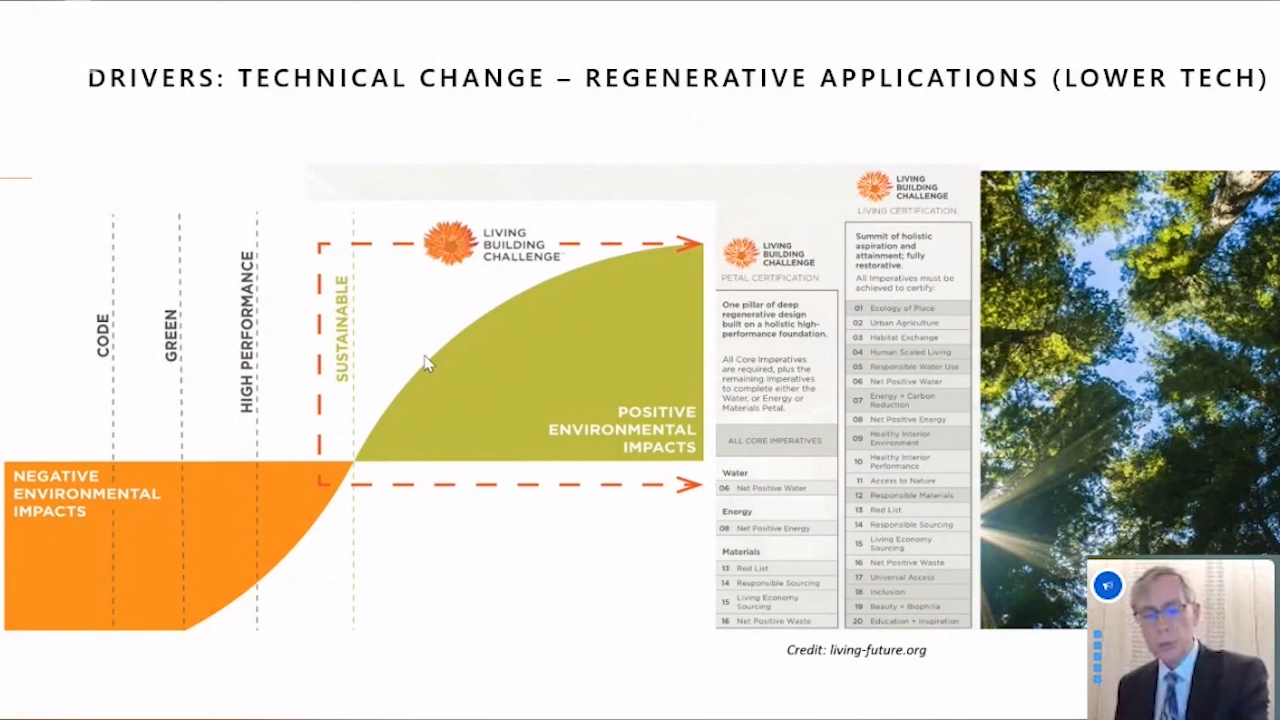 DRIVERS: TECHNICAL CHANGE – REGENERATIVE APPLICATIONS (LOWER TECH)
CODE
GREEN
HIGH PERFORMANCE
SUSTAINABLE
LIVING
BUILDING
CHALLENGE
NEGATIVE
ENVIRONMENTAL
IMPACTS
POSITIVE
ENVIRONMENTAL
IMPACTS
LIVING
BUILDING
CHALLENGE
PETAL CERTIFICATION
One pillar of deep
regenerative design
built on a holistic high-
performance foundation.
All Core Imperatives
are required, plus the
remaining imperatives
to complete either the
Water, or Energy or
Materials Petal.
ALL CORE IMPERATIVES
Water
06 Net Positive Water
Energy
08 Net Positive Energy
Materials
13 Red List
14 Responsible Sourcing
15 Living Economy
Sourcing
16 Net Positive Waste
LIVING
BUILDING
CHALLENGE
LIVING CERTIFICATION
Summit of holistic
aspiration and
attainment; fully
restorative.
All Imperatives must be
achieved to certify:
01 Ecology of Place
02 Urban Agriculture
03 Habitat Exchange
04 Human Scaled Living
05 Responsible Water Use
06 Net Positive Water
07 Energy + Carbon
Reduction
08 Net Positive Energy
09 Healthy Interior
Environment
10 Healthy Interior
Performance
11 Access to Nature
12 Responsible Materials
13 Red List
14 Responsible Sourcing
15 Living Economy
Sourcing
16 Net Positive Waste
17 Universal Access
18 Inclusion
19 Beauty + Biophilia
20 Education + Inspiration
Credit: living-future.org